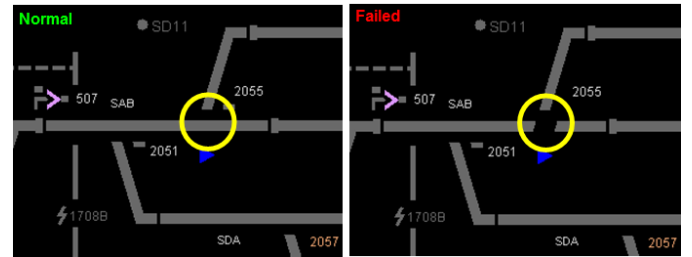 Normal
SD11
2055
507
SAB
2051
1708B
SDA
2057
Failed
SD11
2055
507
SAB
2051
1708B
SDA
2057